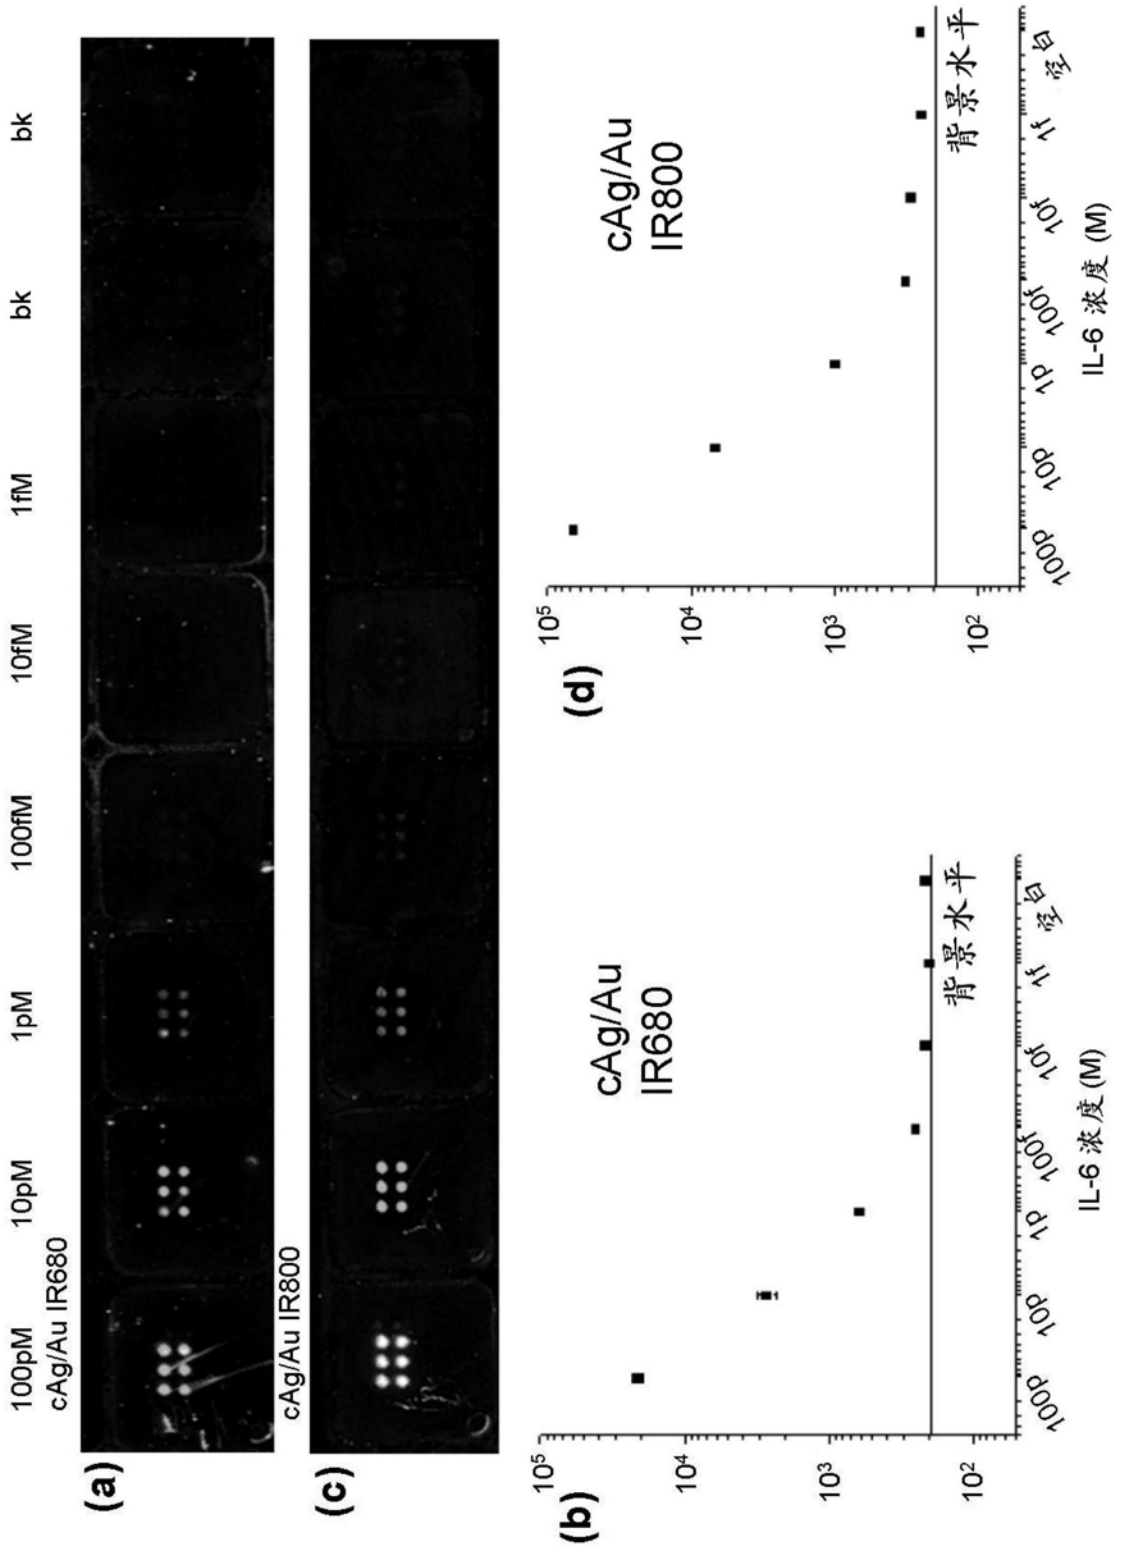 100pM 10pM 1pM 100fM 10fM 1fM bk bk
cAg/Au IR680
(a)
cAg/Au IR800
(c)
(b)
cAg/Au
IR680
10⁵
10⁴
10³
10²
背景水平
100p 10p 1p 100f 10f 1f 空白
IL-6 浓度 (M)
(d)
cAg/Au
IR800
10⁵
10⁴
10³
10²
背景水平
100p 10p 1p 100f 10f 1f 空白
IL-6 浓度 (M)